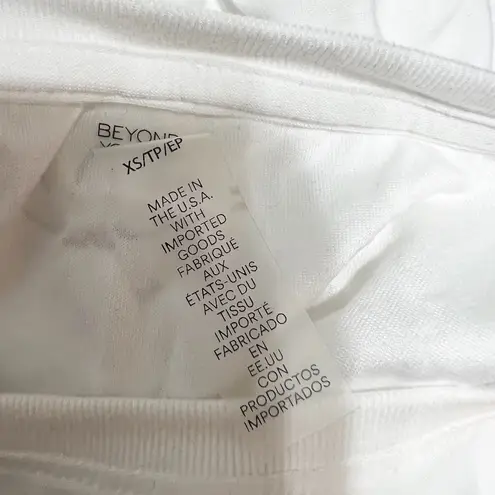 BEYOND
XS/TP/EP
MADE IN
THE U.S.A.
WITH
IMPORTED
GOODS
FABRIQUÉ
AUX
ÉTATS-UNIS
AVEC DU
TISSU
IMPORTÉ
FABRICADO
EN
EE.UU
CON
PRODUCTOS
IMPORTADOS